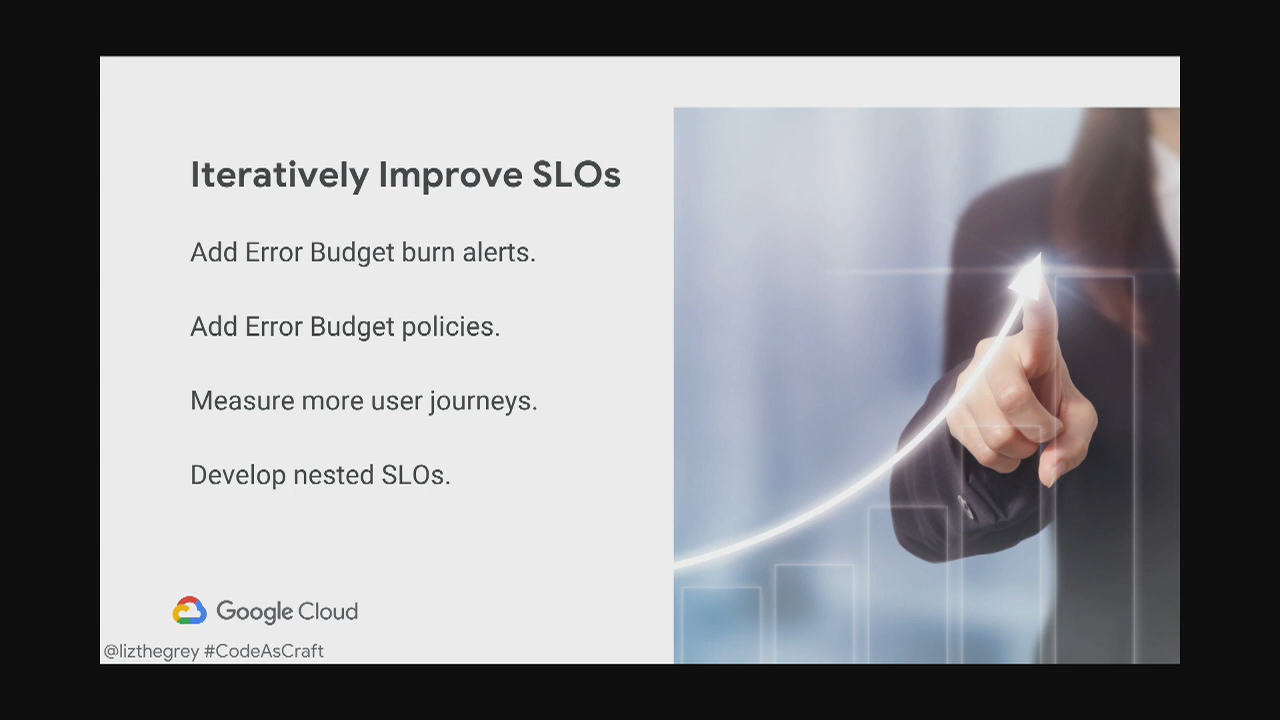 Iteratively Improve SLOs
Add Error Budget burn alerts.
Add Error Budget policies.
Measure more user journeys.
Develop nested SLOs.
Google Cloud
@lizthegrey #CodeAsCraft